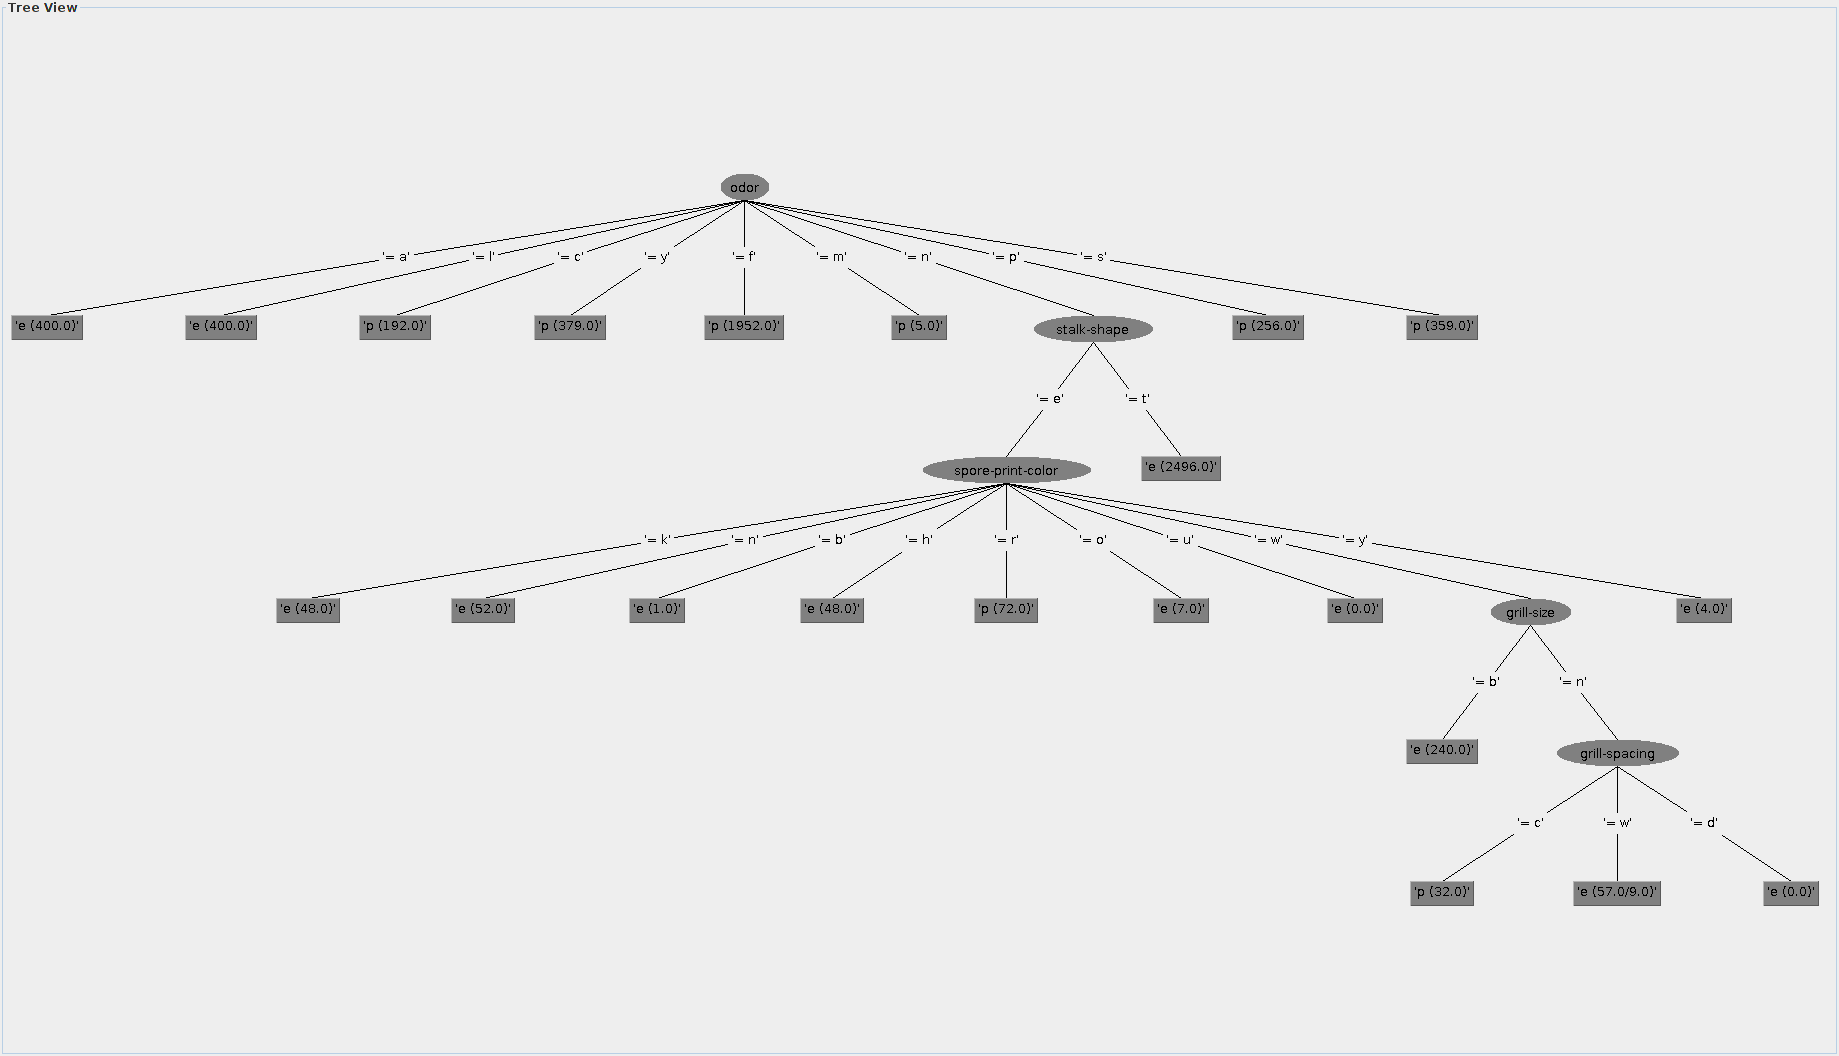 Tree View
odor
'= a' '= l' '= c' '= y' '= f' '= m' '= n' '= p' '= s'
'e (400.0)' 'e (400.0)' 'p (192.0)' 'p (379.0)' 'p (1952.0)' 'p (5.0)' stalk-shape 'p (256.0)' 'p (359.0)'
'= e' '= t'
spore-print-color 'e (2496.0)'
'= k' '= n' '= b' '= h' '= r' '= o' '= u' '= w' '= y'
'e (48.0)' 'e (52.0)' 'e (1.0)' 'e (48.0)' 'p (72.0)' 'e (7.0)' 'e (0.0)' grill-size 'e (4.0)'
'= b' '= n'
'e (240.0)' grill-spacing
'= c' '= w' '= d'
'p (32.0)' 'e (57.0/9.0)' 'e (0.0)'